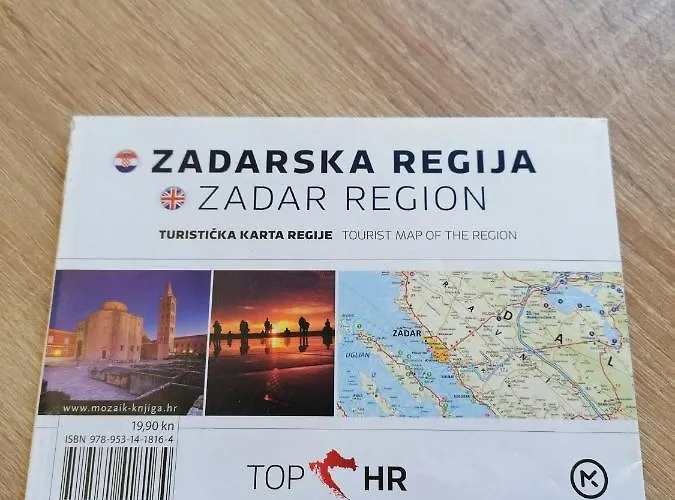 ZADARSKA REGIJA
ZADAR REGION
TURISTIČKA KARTA REGIJE TOURIST MAP OF THE REGION
ZADAR
UGLIAN
R A V N I
D A L
www.mozaik-knjiga.hr
19,90 kn
ISBN 978-953-14-1816-4
TOP HR